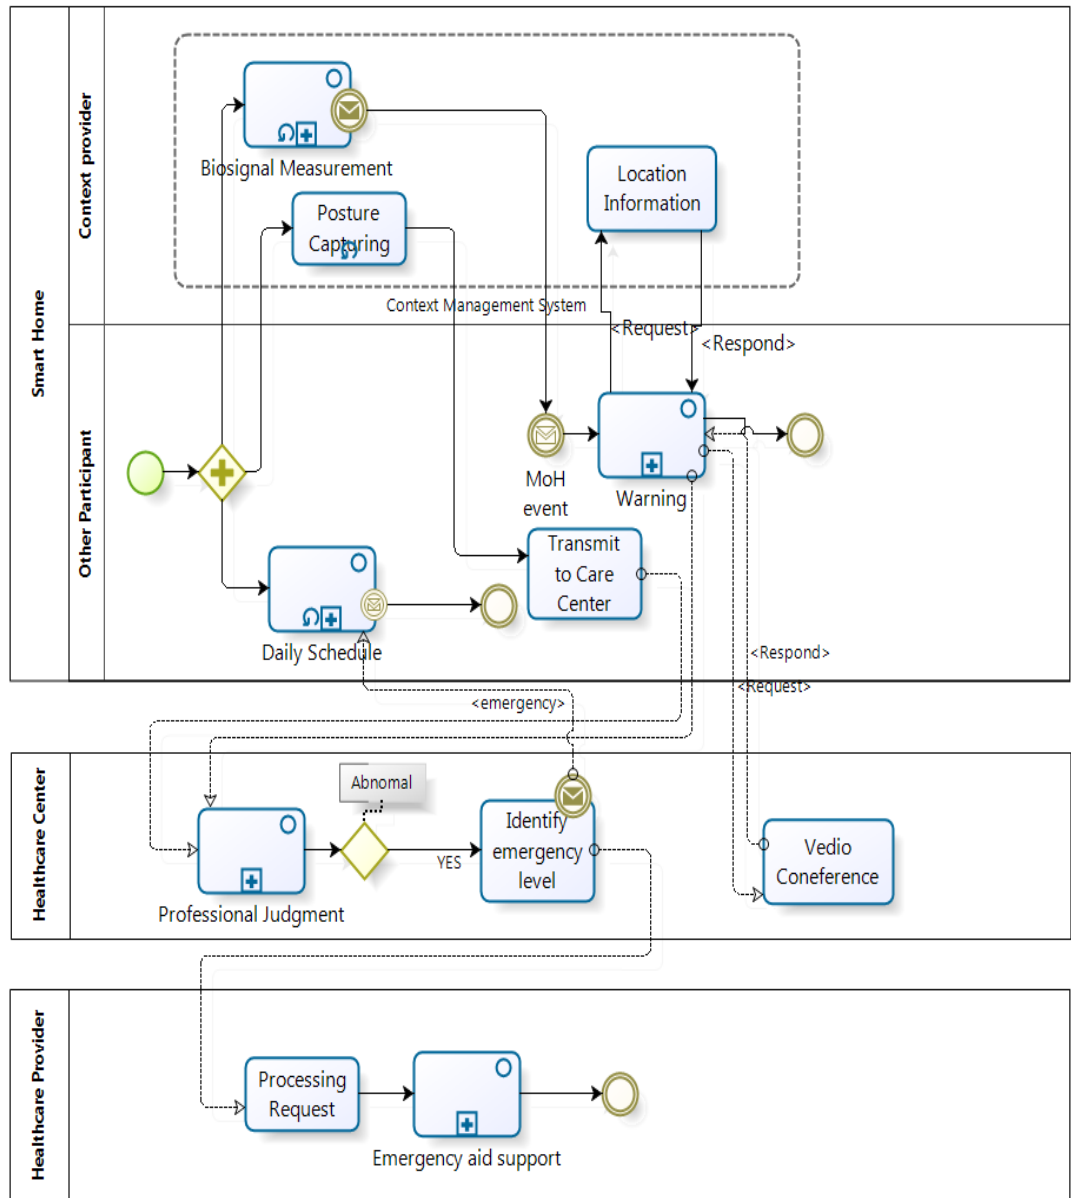 Smart Home
Context provider
Biosignal Measurement
Posture
Capturing
Location
Information
Context Management System
<Request>
<Respond>
Other Participant
MoH
event
Warning
Transmit
to Care
Center
Daily Schedule
<Respond>
<Request>
<emergency>
Healthcare Center
Abnomal
Identify
emergency
level
YES
Professional Judgment
Vedio
Coneference
Healthcare Provider
Processing
Request
Emergency aid support